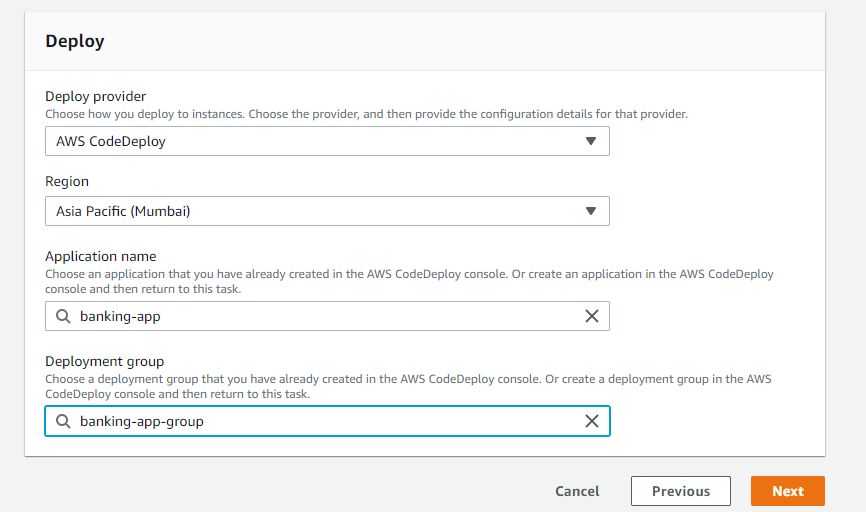 Deploy
Deploy provider
Choose how you deploy to instances. Choose the provider, and then provide the configuration details for that provider.
AWS CodeDeploy
Region
Asia Pacific (Mumbai)
Application name
Choose an application that you have already created in the AWS CodeDeploy console. Or create an application in the AWS CodeDeploy
console and then return to this task.
banking-app
Deployment group
Choose a deployment group that you have already created in the AWS CodeDeploy console. Or create a deployment group in the AWS
CodeDeploy console and then return to this task.
banking-app-group
Cancel Previous Next